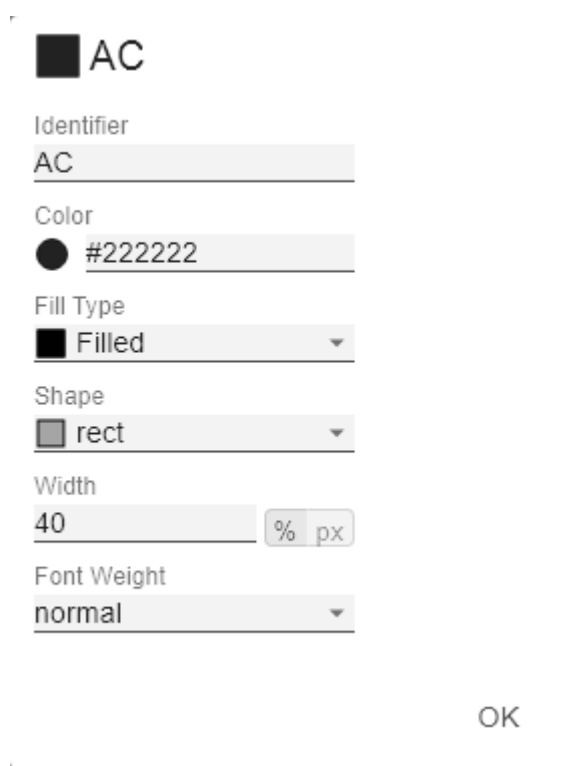 AC
Identifier
AC
Color
#222222
Fill Type
Filled
Shape
rect
Width
40 % px
Font Weight
normal
OK